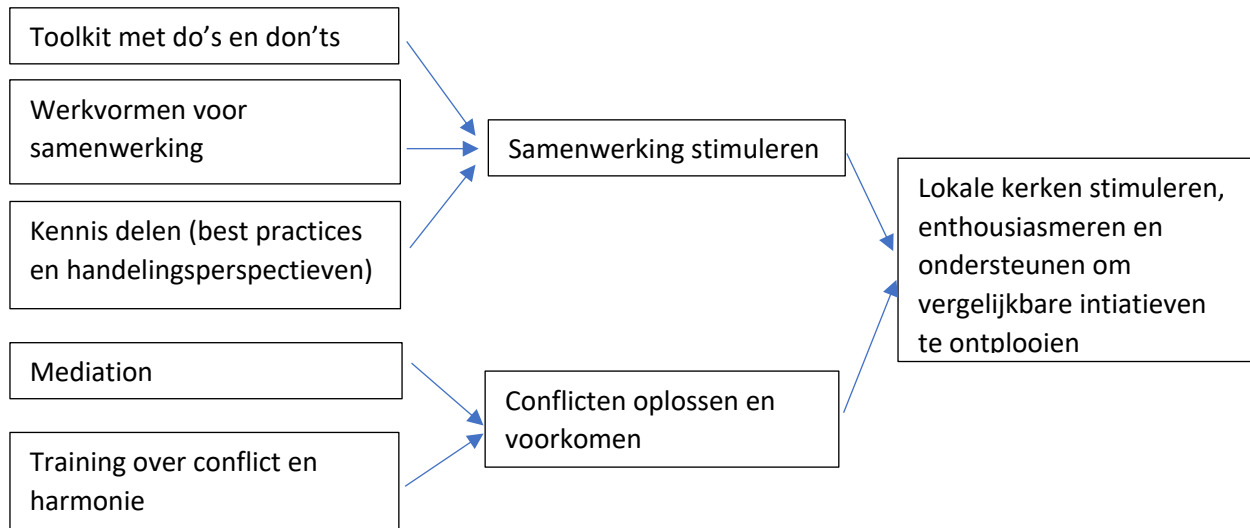 Toolkit met do’s en don’ts
Werkvormen voor
samenwerking
Kennis delen (best practices
en handelingsperspectieven)
Mediation
Training over conflict en
harmonie
Samenwerking stimuleren
Conflicten oplossen en
voorkomen
Lokale kerken stimuleren,
enthousiasmeren en
ondersteunen om
vergelijkbare intiatieven
te ontplooien